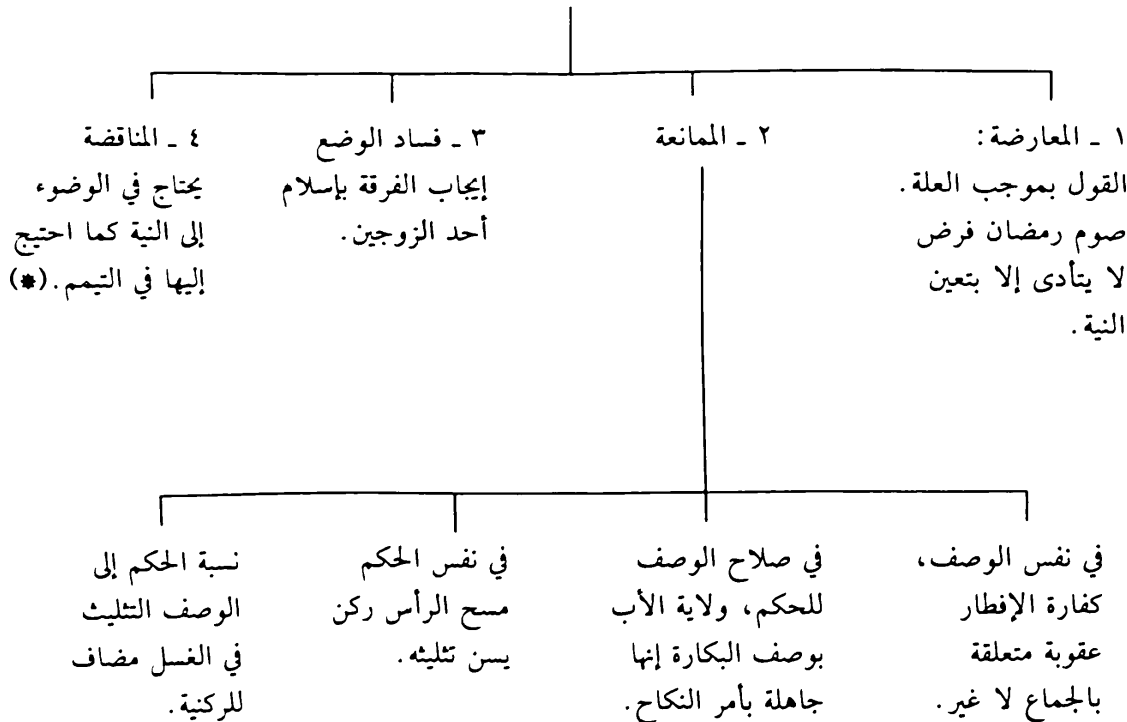 ١ ـ المعارضة :
القول بموجب العلة .
صوم رمضان فرض
لا يتأدى إلا بتعين
النية .
٢ ـ الممانعة
٣ ـ فساد الوضع
إيجاب الفرقة بإسلام
أحد الزوجين .
٤ ـ المناقضة
يحتاج في الوضوء
إلى النية كما احتيج
إليها في التيمم . (*)
في نفس الوصف،
كفارة الإفطار
عقوبة متعلقة
بالجماع لا غير .
في صلاح الوصف
للحكم، ولاية الأب
بوصف البكارة إنها
جاهلة بأمر النكاح .
في نفس الحكم
مسح الرأس ركن
يسن تثليثه .
نسبة الحكم إلى
الوصف التثليث
في الغسل مضاف
للركنية .